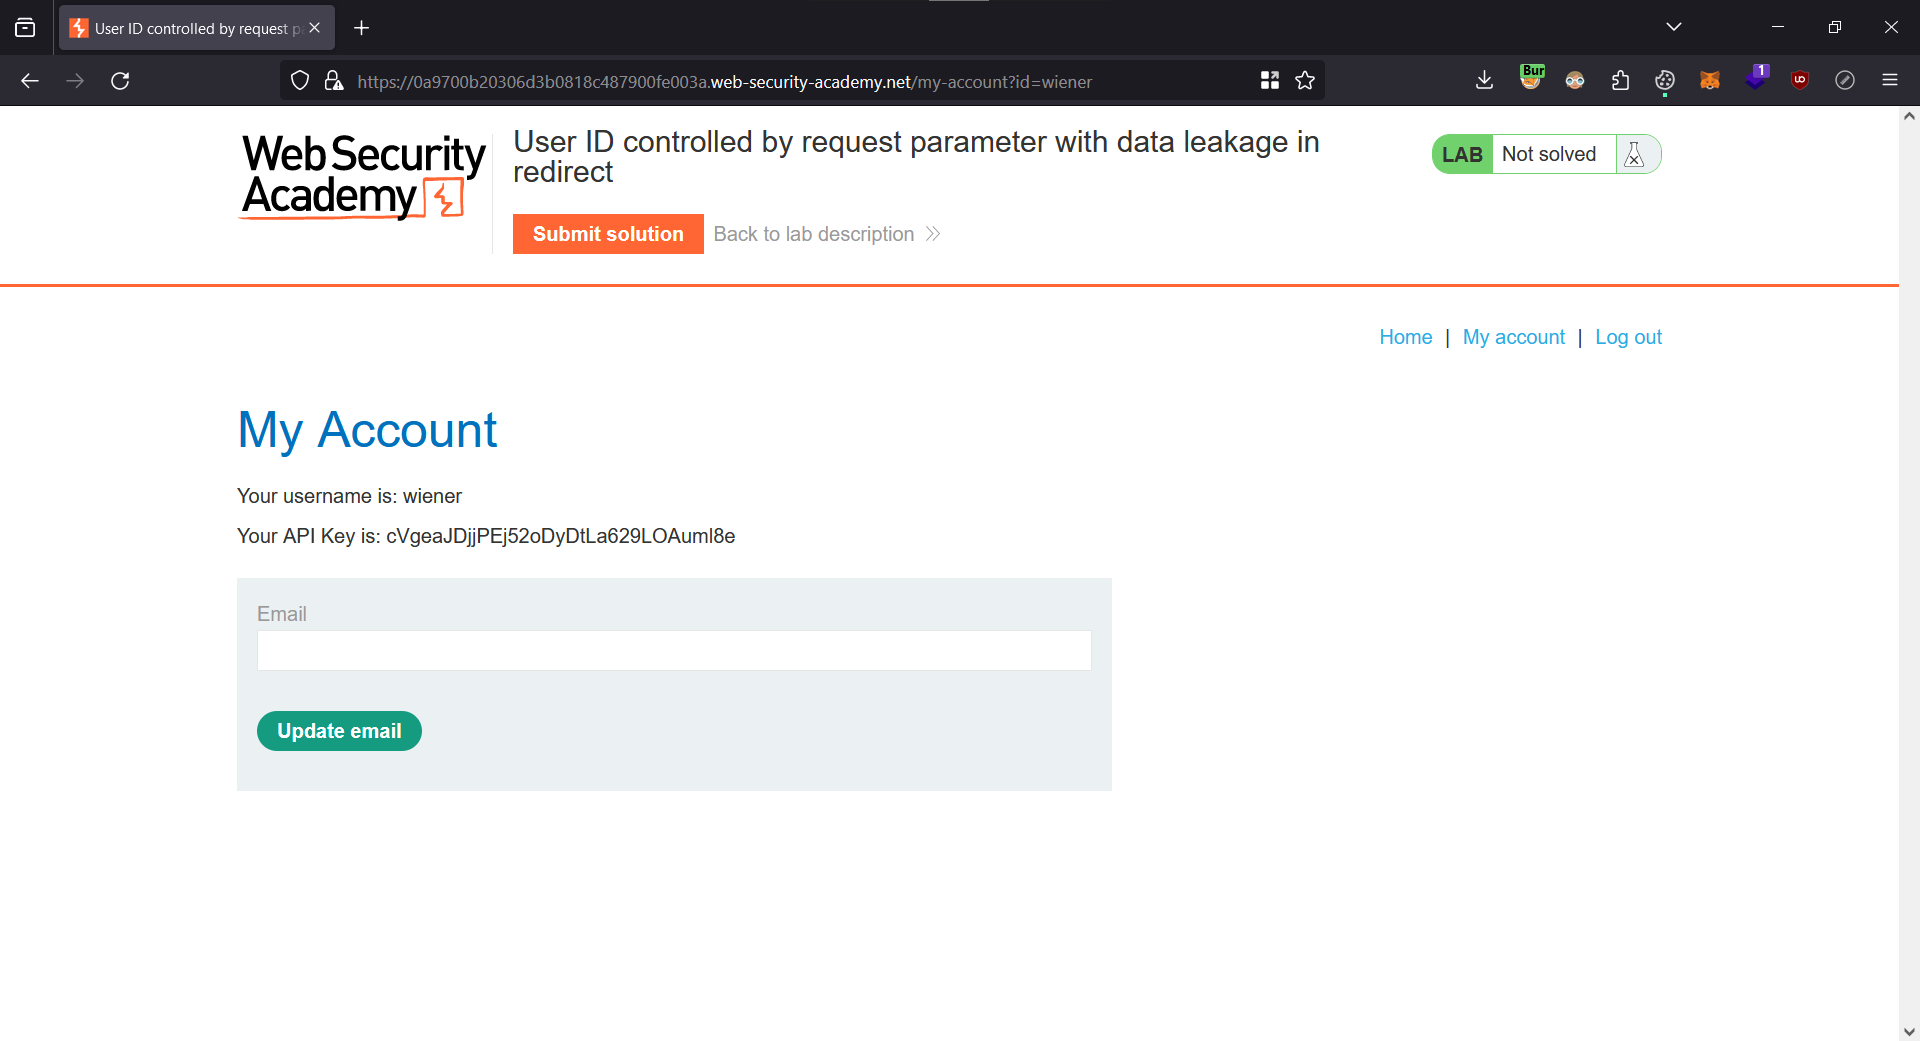 User ID controlled by request p
https://0a9700b20306d3b0818c487900fe003a.web-security-academy.net/my-account?id=wiener
Bur
1
WebSecurity
Academy
User ID controlled by request parameter with data leakage in
redirect
LAB Not solved
Submit solution Back to lab description
Home | My account | Log out
My Account
Your username is: wiener
Your API Key is: cVgeaJDjjPEj52oDyDtLa629LOAuml8e
Email
Update email